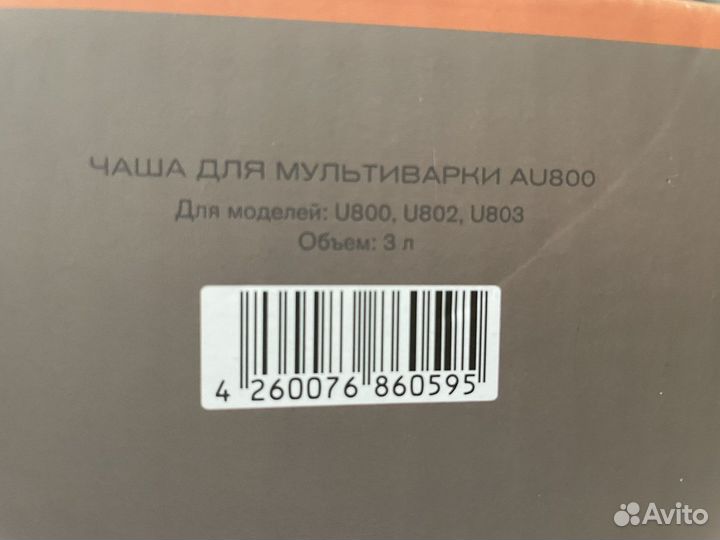 ЧАША ДЛЯ МУЛЬТИВАРКИ AU800
Для моделей: U800, U802, U803
Объем: 3 л
4 260076 860595
Avito